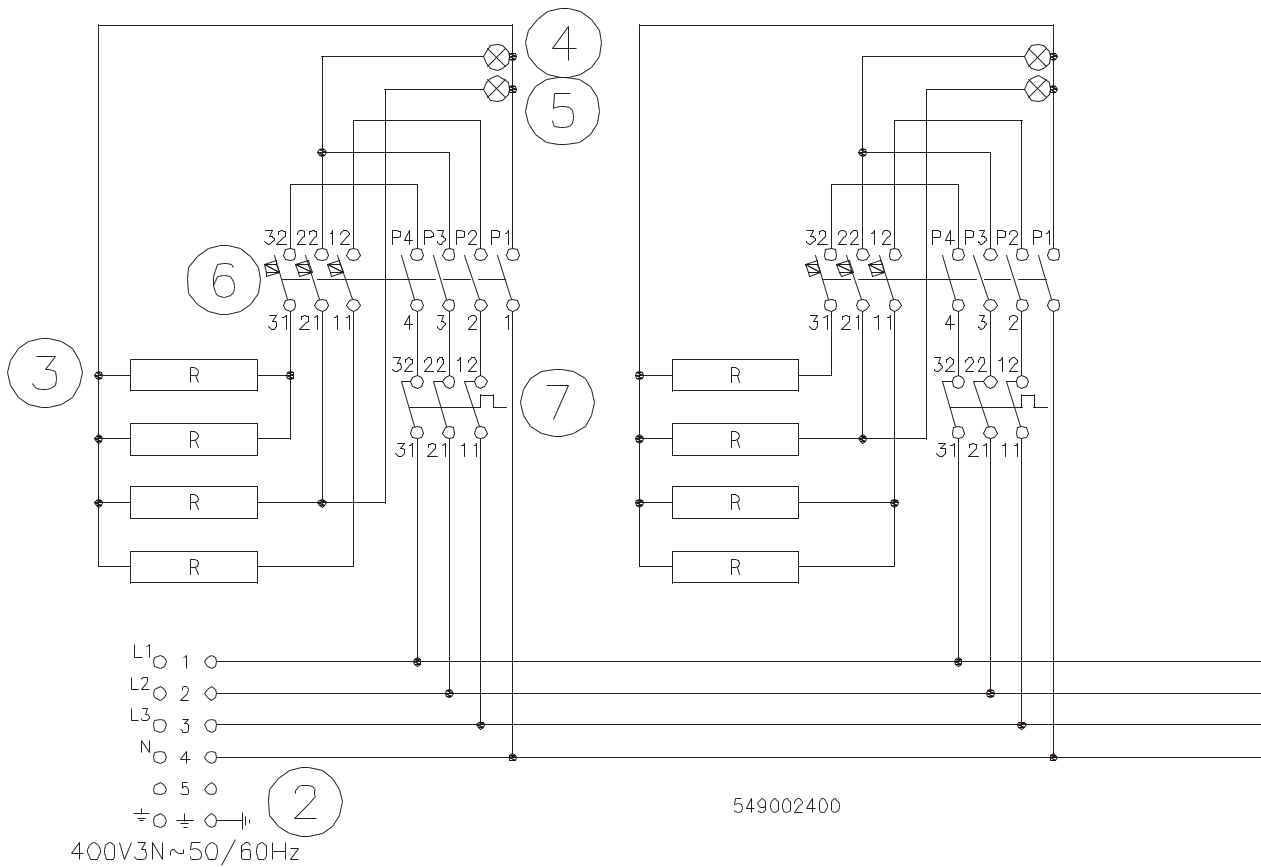 4
5
32 22 12 P4 P3 P2 P1
32 22 12 P4 P3 P2 P1
6
31 21 11 4 3 2 1
31 21 11 4 3 2
3
R
32 22 12
R
32 22 12
7
R
31 21 11
R
31 21 11
R
R
R
R
L1 1
L2 2
L3 3
N 4
5
2
549002400
400V3N~50/60Hz